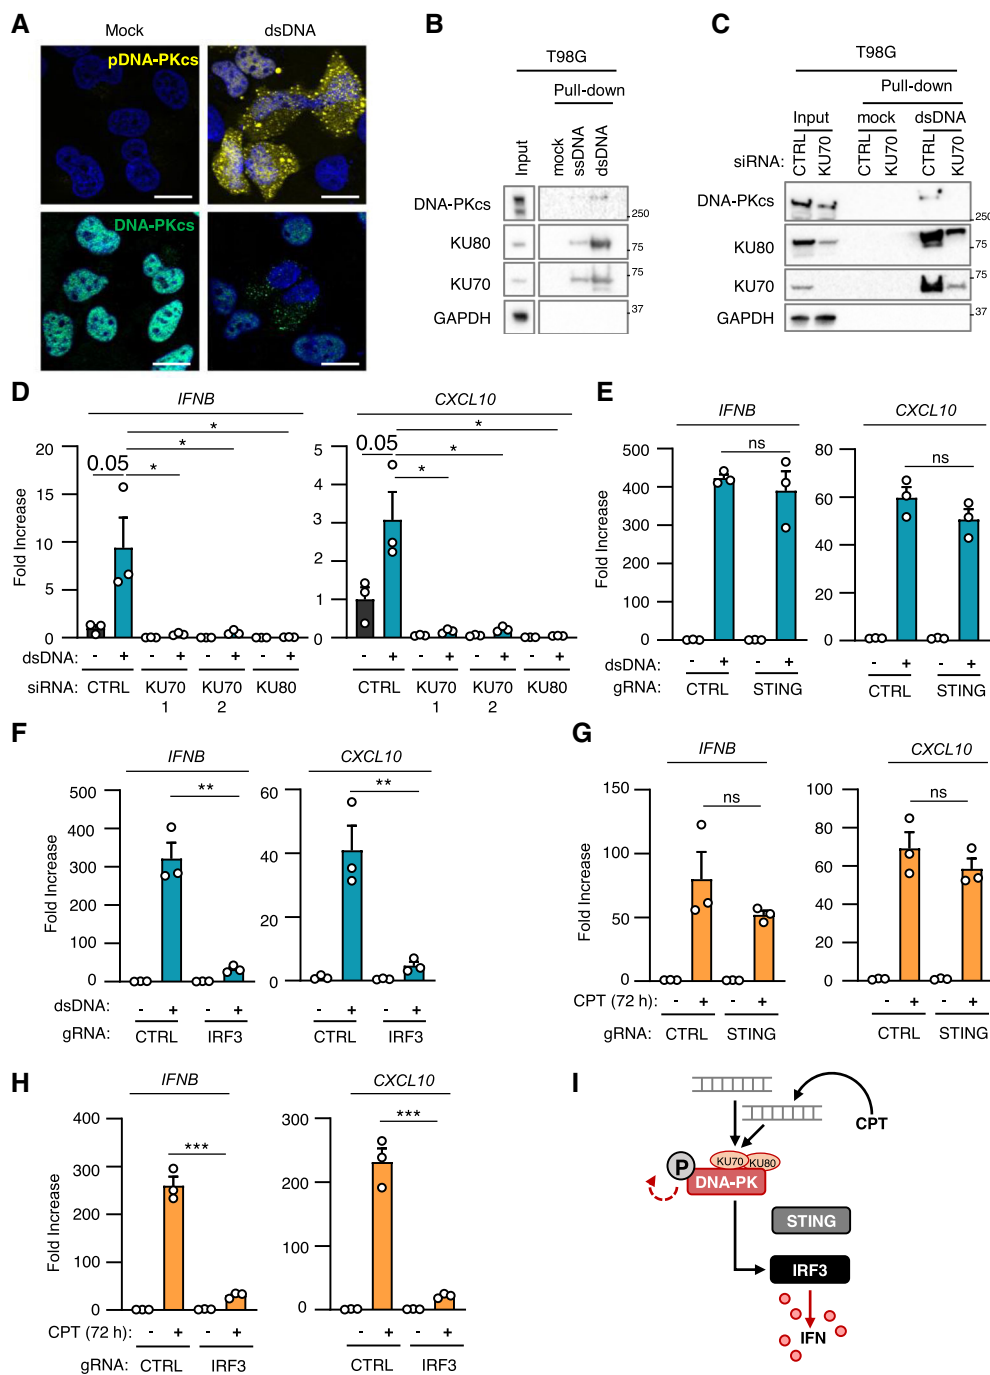 A
Mock
dsDNA
pDNA-PKcs
DNA-PKcs
B
T98G
Pull-down
Input
mock
ssDNA
dsDNA
DNA-PKcs
250
KU80
75
KU70
75
GAPDH
37
C
T98G
Pull-down
Input
mock
dsDNA
siRNA:
CTRL
KU70
CTRL
KU70
CTRL
KU70
DNA-PKcs
250
KU80
75
KU70
75
GAPDH
37
D
IFNB
CXCL10
Fold Increase
20
15
10
5
0
0.05
*
*
*
5
4
3
2
1
0
0.05
*
*
*
dsDNA: - + - + - + - + - + - + - + - +
siRNA: CTRL KU70 KU70 KU80 CTRL KU70 KU70 KU80
1 2 1 2
E
IFNB
CXCL10
Fold Increase
500
400
300
200
100
0
ns
80
60
40
20
0
ns
dsDNA: - + - + - + - +
gRNA: CTRL STING CTRL STING
F
IFNB
CXCL10
Fold Increase
500
400
300
200
100
0
**
60
40
20
0
**
dsDNA: - + - + - + - +
gRNA: CTRL IRF3 CTRL IRF3
G
IFNB
CXCL10
Fold Increase
150
100
50
0
ns
100
80
60
40
20
0
ns
CPT (72 h): - + - + - + - +
gRNA: CTRL STING CTRL STING
H
IFNB
CXCL10
Fold Increase
400
300
200
100
0
***
300
200
100
0
***
CPT (72 h): - + - + - + - +
gRNA: CTRL IRF3 CTRL IRF3
I
CPT
P
KU70
KU80
DNA-PK
STING
IRF3
IFN